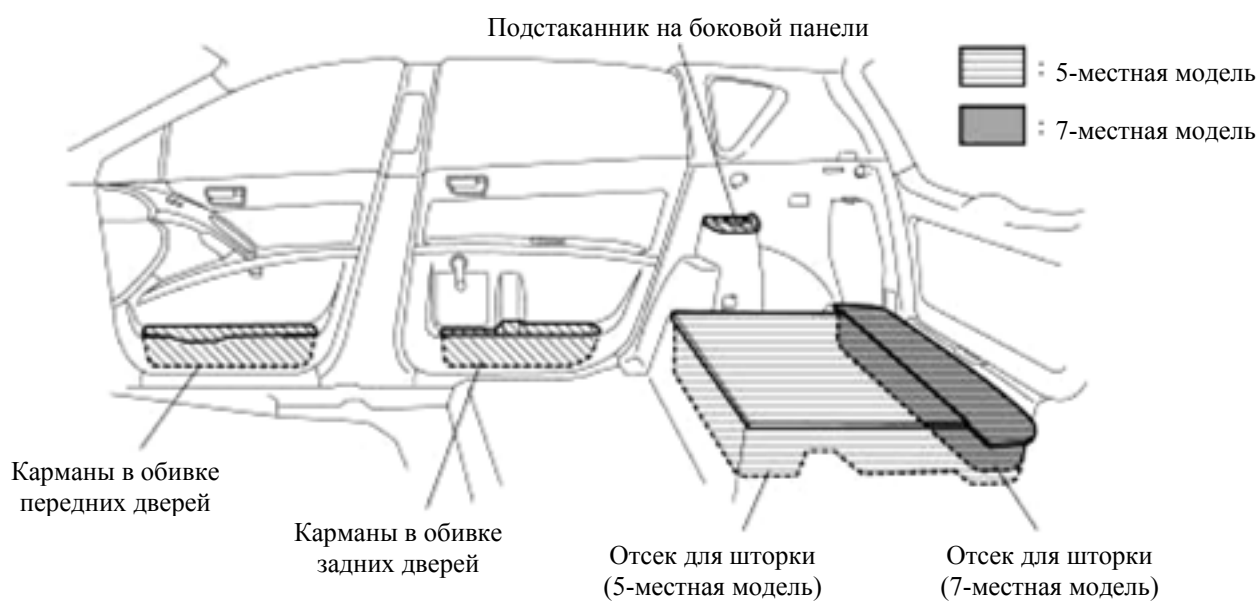 Подстаканник на боковой панели
: 5-местная модель
: 7-местная модель
Карманы в обивке
передних дверей
Карманы в обивке
задних дверей
Отсек для шторки
(5-местная модель)
Отсек для шторки
(7-местная модель)